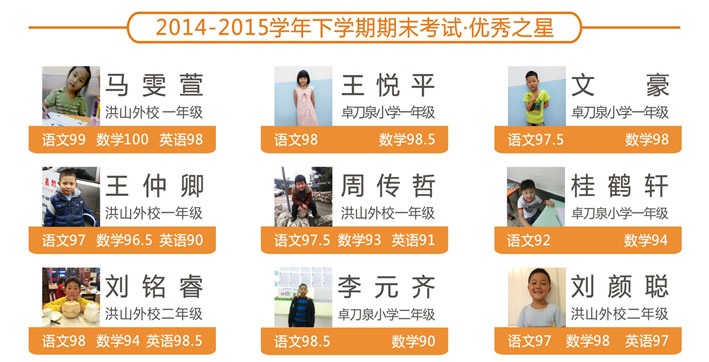 2014-2015学年下学期期末考试·优秀之星
马雯萱
洪山外校一年级
语文99 数学100 英语98
王悦平
卓刀泉小学一年级
语文98 数学98.5
文豪
卓刀泉小学一年级
语文97.5 数学98
王仲卿
洪山外校一年级
语文97 数学96.5 英语90
周传哲
洪山外校一年级
语文97.5 数学93 英语91
桂鹤轩
卓刀泉小学一年级
语文92 数学94
刘铭睿
洪山外校二年级
语文98 数学94 英语98.5
李元齐
卓刀泉小学二年级
语文98.5 数学90
刘颜聪
洪山外校二年级
语文97 数学98 英语97